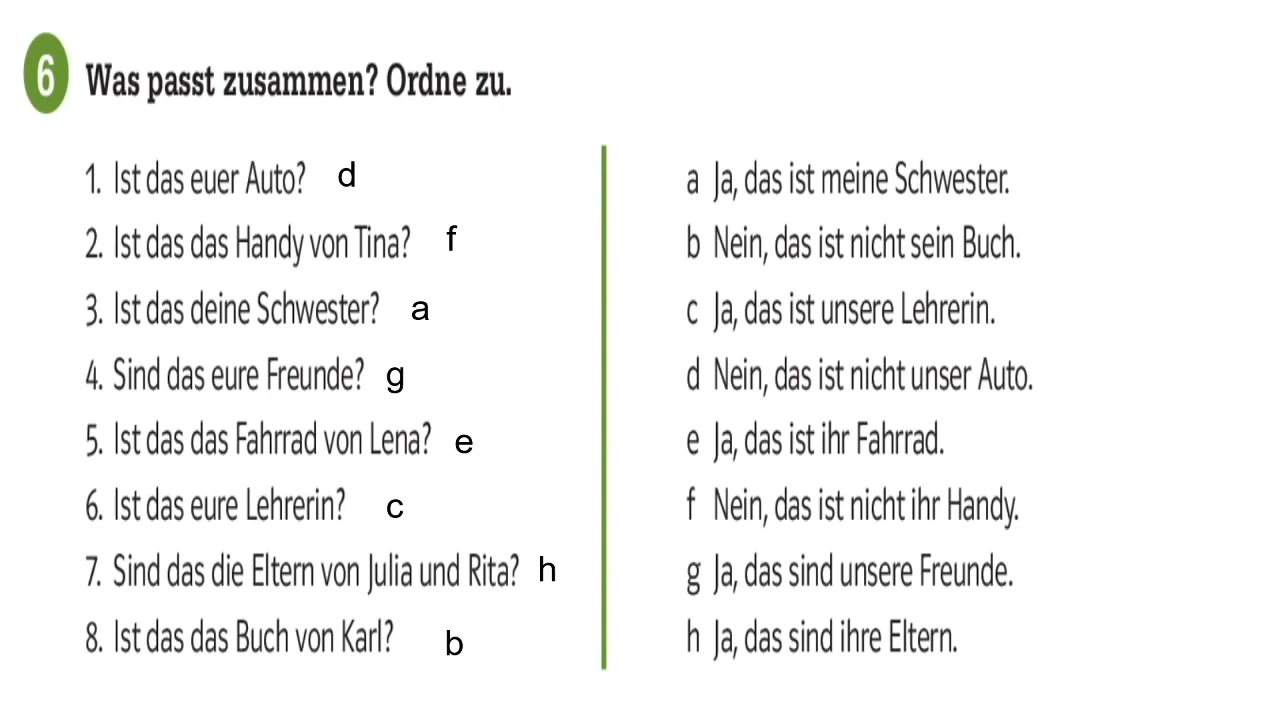 6 Was passt zusammen? Ordne zu.
1. Ist das euer Auto? d
2. Ist das das Handy von Tina? f
3. Ist das deine Schwester? a
4. Sind das eure Freunde? g
5. Ist das das Fahrrad von Lena? e
6. Ist das eure Lehrerin? c
7. Sind das die Eltern von Julia und Rita? h
8. Ist das das Buch von Karl? b
a Ja, das ist meine Schwester.
b Nein, das ist nicht sein Buch.
c Ja, das ist unsere Lehrerin.
d Nein, das ist nicht unser Auto.
e Ja, das ist ihr Fahrrad.
f Nein, das ist nicht ihr Handy.
g Ja, das sind unsere Freunde.
h Ja, das sind ihre Eltern.